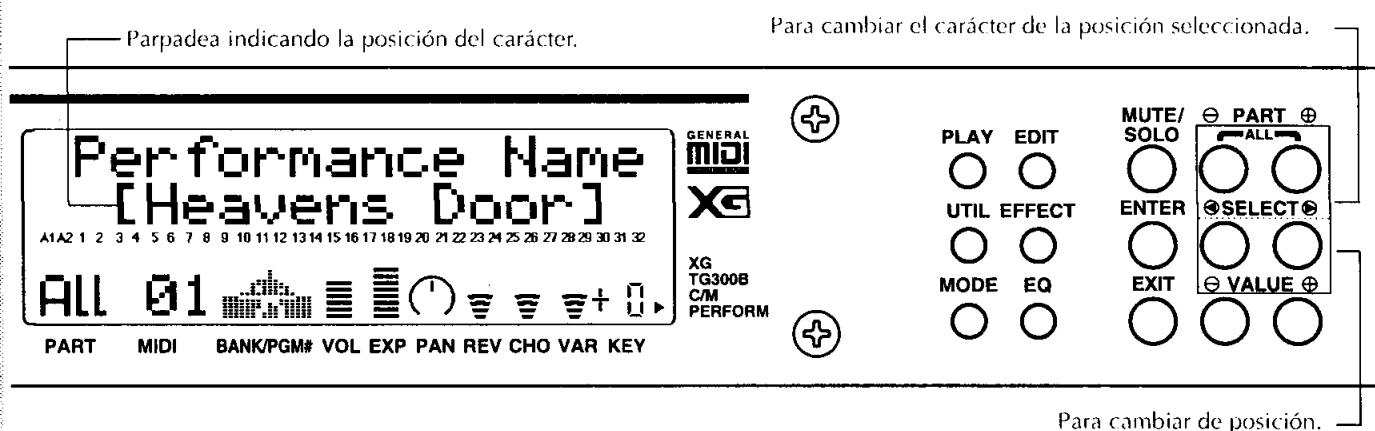 Parpadea indicando la posición del carácter.
Para cambiar el carácter de la posición seleccionada.
Performance Name
[Heavens Door]
A1 A2 1 2 3 4 5 6 7 8 9 10 11 12 13 14 15 16 17 18 19 20 21 22 23 24 25 26 27 28 29 30 31 32
All 01 + 0
PART MIDI BANK/PGM# VOL EXP PAN REV CHO VAR KEY
GENERAL
MIDI
XG
XG
TG300B
C/M
PERFORM
PLAY EDIT
UTIL EFFECT
MODE EQ
MUTE/
SOLO
⊖ PART ⊕
ALL
ENTER
SELECT
EXIT
⊖ VALUE ⊕
Para cambiar de posición.